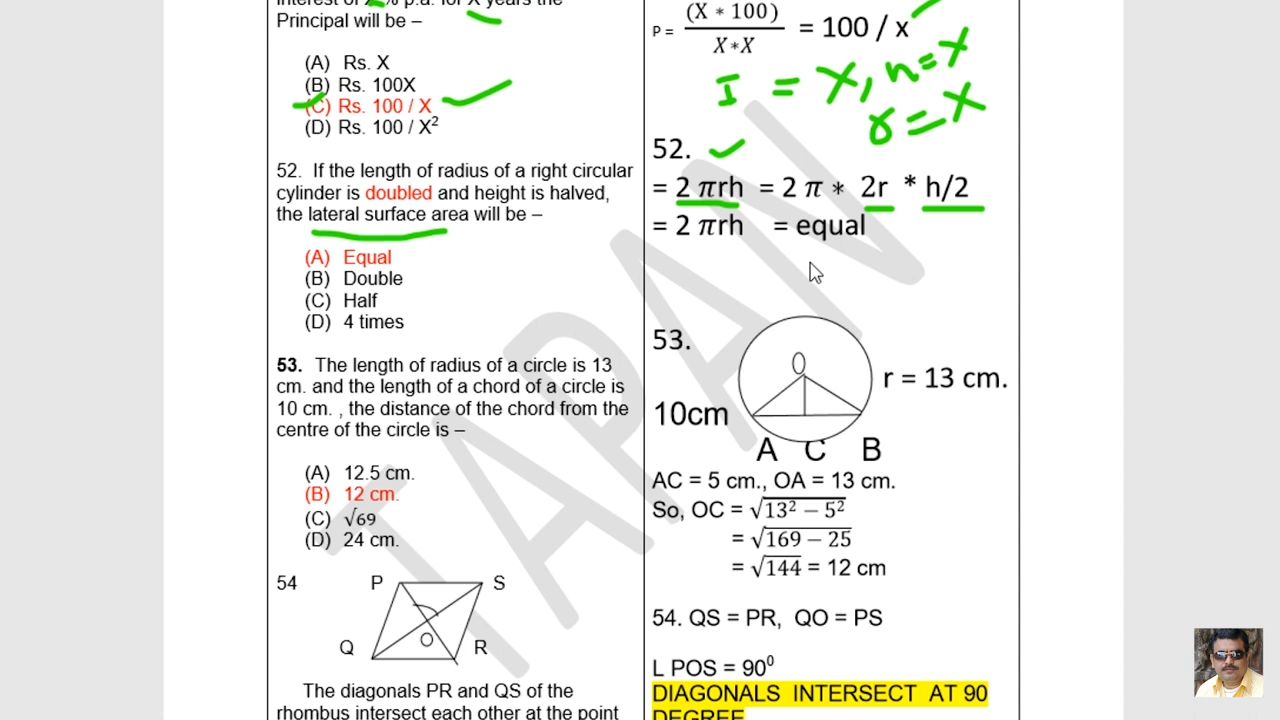 Principal will be –
(A) Rs. X
(B) Rs. 100X
(C) Rs. 100 / X
(D) Rs. 100 / X²
52. If the length of radius of a right circular
cylinder is doubled and height is halved,
the lateral surface area will be –
(A) Equal
(B) Double
(C) Half
(D) 4 times
53. The length of radius of a circle is 13
cm. and the length of a chord of a circle is
10 cm. , the distance of the chord from the
centre of the circle is –
(A) 12.5 cm.
(B) 12 cm.
(C) √69
(D) 24 cm.
54 P S
O
Q R
The diagonals PR and QS of the
rhombus intersect each other at the point
P = (X * 100) / X*X = 100 / x
I = X, n = X
r = X
52.
= 2 πrh = 2 π * 2r * h/2
= 2 πrh = equal
53.
O
r = 13 cm.
10cm
A C B
AC = 5 cm., OA = 13 cm.
So, OC = √13² – 5²
= √169 – 25
= √144 = 12 cm
54. QS = PR, QO = PS
L POS = 90⁰
DIAGONALS INTERSECT AT 90
DEGREE
TAPAN